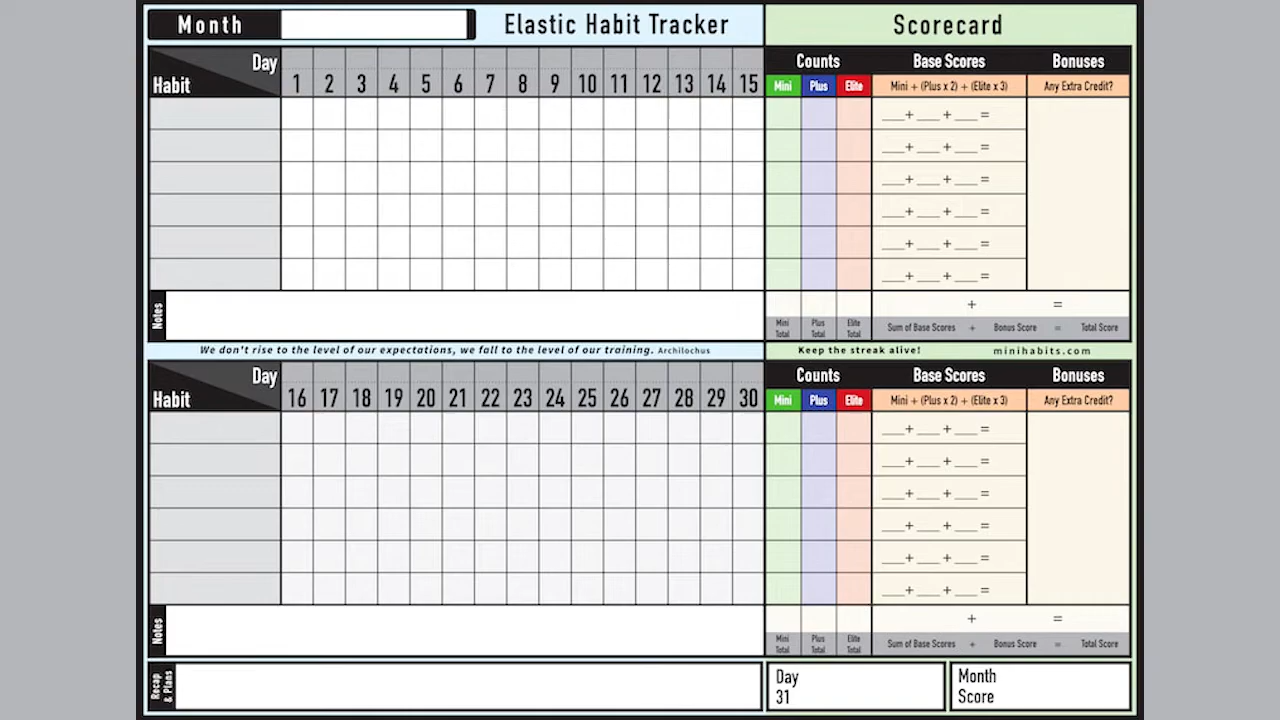 Month
Elastic Habit Tracker
Scorecard
Day
Habit
1 2 3 4 5 6 7 8 9 10 11 12 13 14 15
Counts
Base Scores
Bonuses
Mini
Plus
Elite
Mini + (Plus x 2) + (Elite x 3)
Any Extra Credit?
___+ ___ + ___ =
___+ ___ + ___ =
___+ ___ + ___ =
___+ ___ + ___ =
___+ ___ + ___ =
___+ ___ + ___ =
Notes
+ =
Mini Total
Plus Total
Elite Total
Sum of Base Scores + Bonus Score = Total Score
We don't rise to the level of our expectations, we fall to the level of our training. Archilochus
Keep the streak alive!
minihabits.com
Day
Habit
16 17 18 19 20 21 22 23 24 25 26 27 28 29 30
Counts
Base Scores
Bonuses
Mini
Plus
Elite
Mini + (Plus x 2) + (Elite x 3)
Any Extra Credit?
___+ ___ + ___ =
___+ ___ + ___ =
___+ ___ + ___ =
___+ ___ + ___ =
___+ ___ + ___ =
___+ ___ + ___ =
Notes
+ =
Mini Total
Plus Total
Elite Total
Sum of Base Scores + Bonus Score = Total Score
Recap
& Plans
Day
31
Month
Score